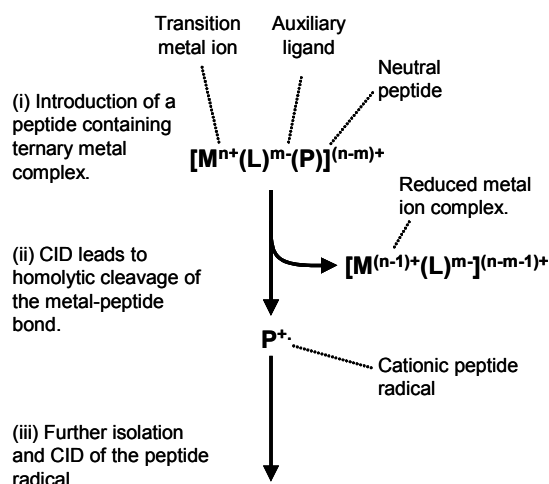 Transition
metal ion
Auxiliary
ligand
Neutral
peptide
(i) Introduction of a
peptide containing
ternary metal
complex.
[Mⁿ⁺(L)ᵐ⁻(P)]⁽ⁿ⁻ᵐ⁾⁺
Reduced metal
ion complex.
(ii) CID leads to
homolytic cleavage of
the metal-peptide
bond.
[M⁽ⁿ⁻¹⁾⁺(L)ᵐ⁻]⁽ⁿ⁻ᵐ⁻¹⁾⁺
P⁺·
Cationic peptide
radical
(iii) Further isolation
and CID of the peptide
radical